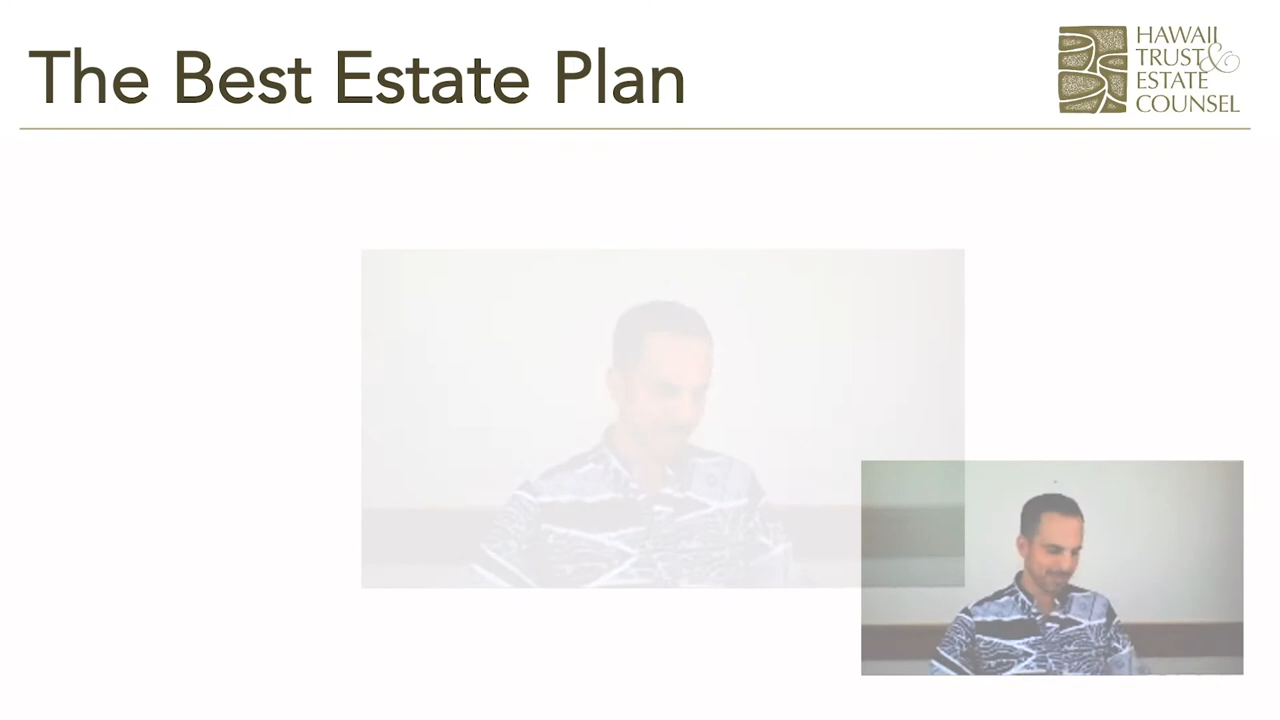 The Best Estate Plan
HAWAII
TRUST &
ESTATE
COUNSEL